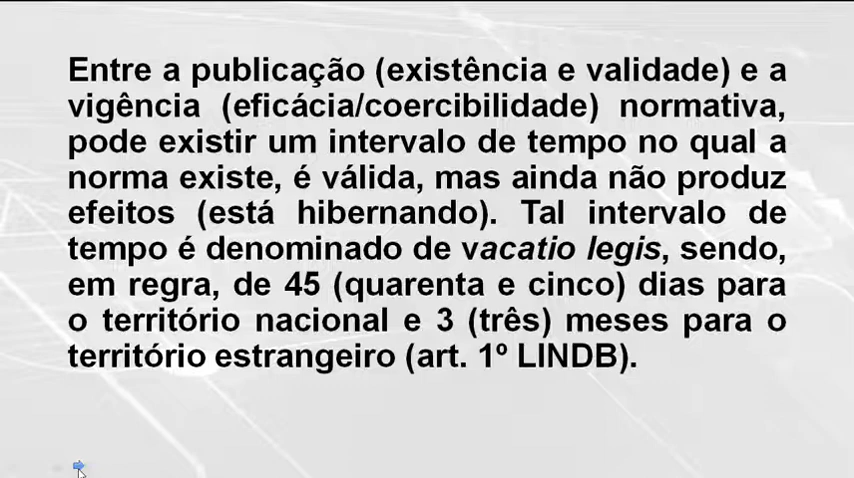 Entre a publicação (existência e validade) e a
vigência (eficácia/coercibilidade) normativa,
pode existir um intervalo de tempo no qual a
norma existe, é válida, mas ainda não produz
efeitos (está hibernando). Tal intervalo de
tempo é denominado de vacatio legis, sendo,
em regra, de 45 (quarenta e cinco) dias para
o território nacional e 3 (três) meses para o
território estrangeiro (art. 1º LINDB).